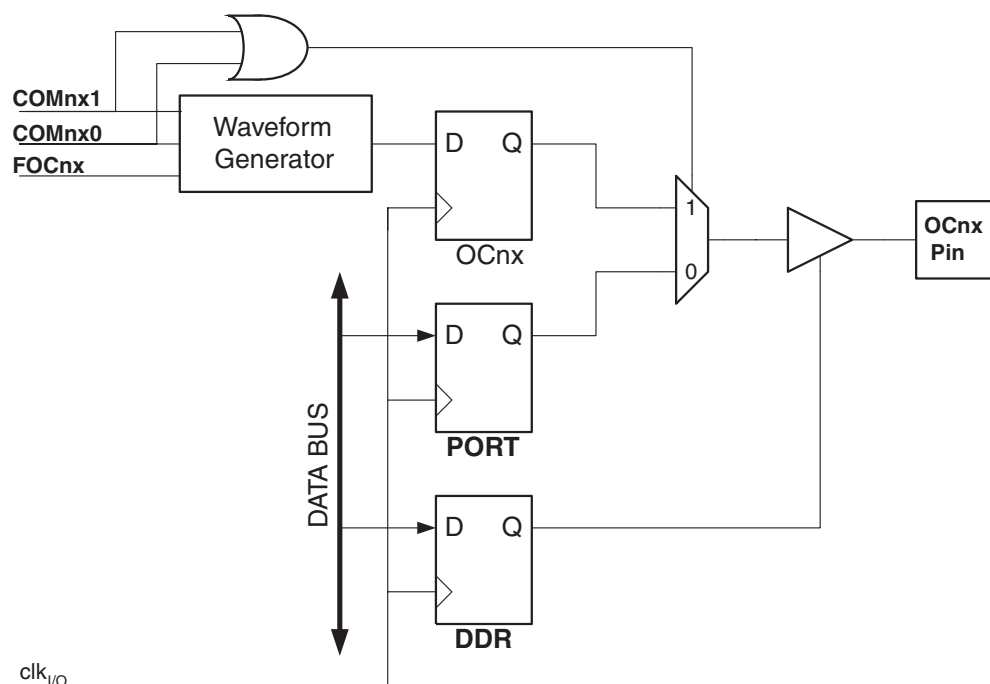 COMnx1
COMnx0
FOCnx
Waveform
Generator
D Q
OCnx
1
0
OCnx
Pin
D Q
PORT
DATA BUS
D Q
DDR
clkI/O